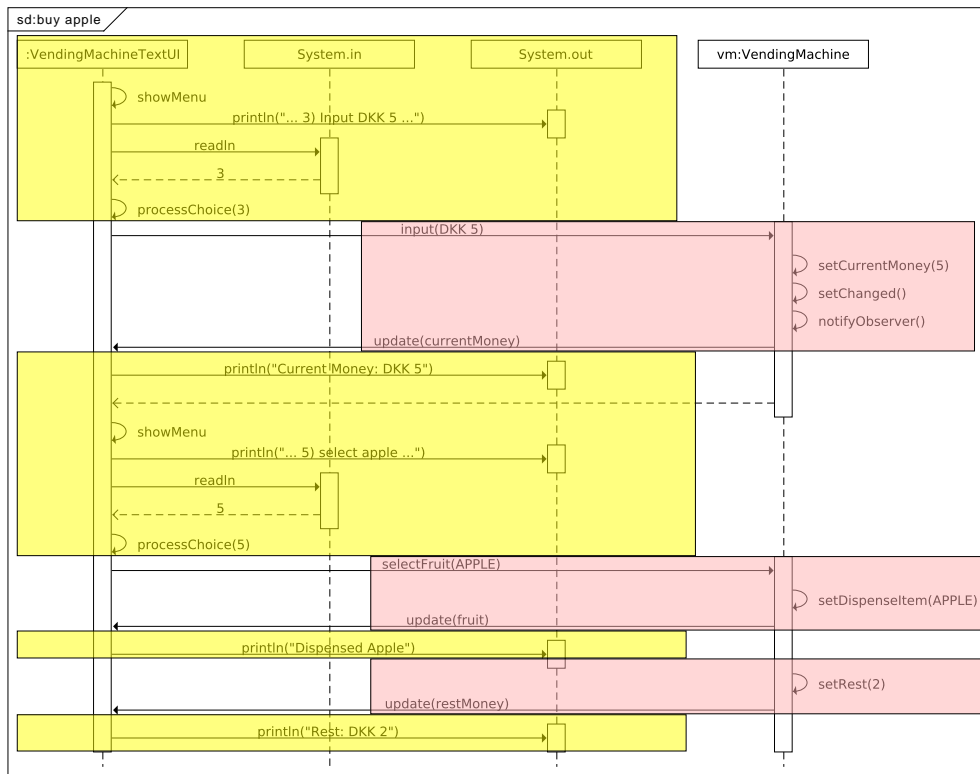 sd:buy apple
:VendingMachineTextUI
System.in
System.out
vm:VendingMachine
showMenu
println("... 3) Input DKK 5 ...")
readln
3
processChoice(3)
input(DKK 5)
setCurrentMoney(5)
setChanged()
notifyObserver()
update(currentMoney)
println("Current Money: DKK 5")
showMenu
println("... 5) select apple ...")
readln
5
processChoice(5)
selectFruit(APPLE)
setDispenseItem(APPLE)
update(fruit)
println("Dispensed Apple")
setRest(2)
update(restMoney)
println("Rest: DKK 2")